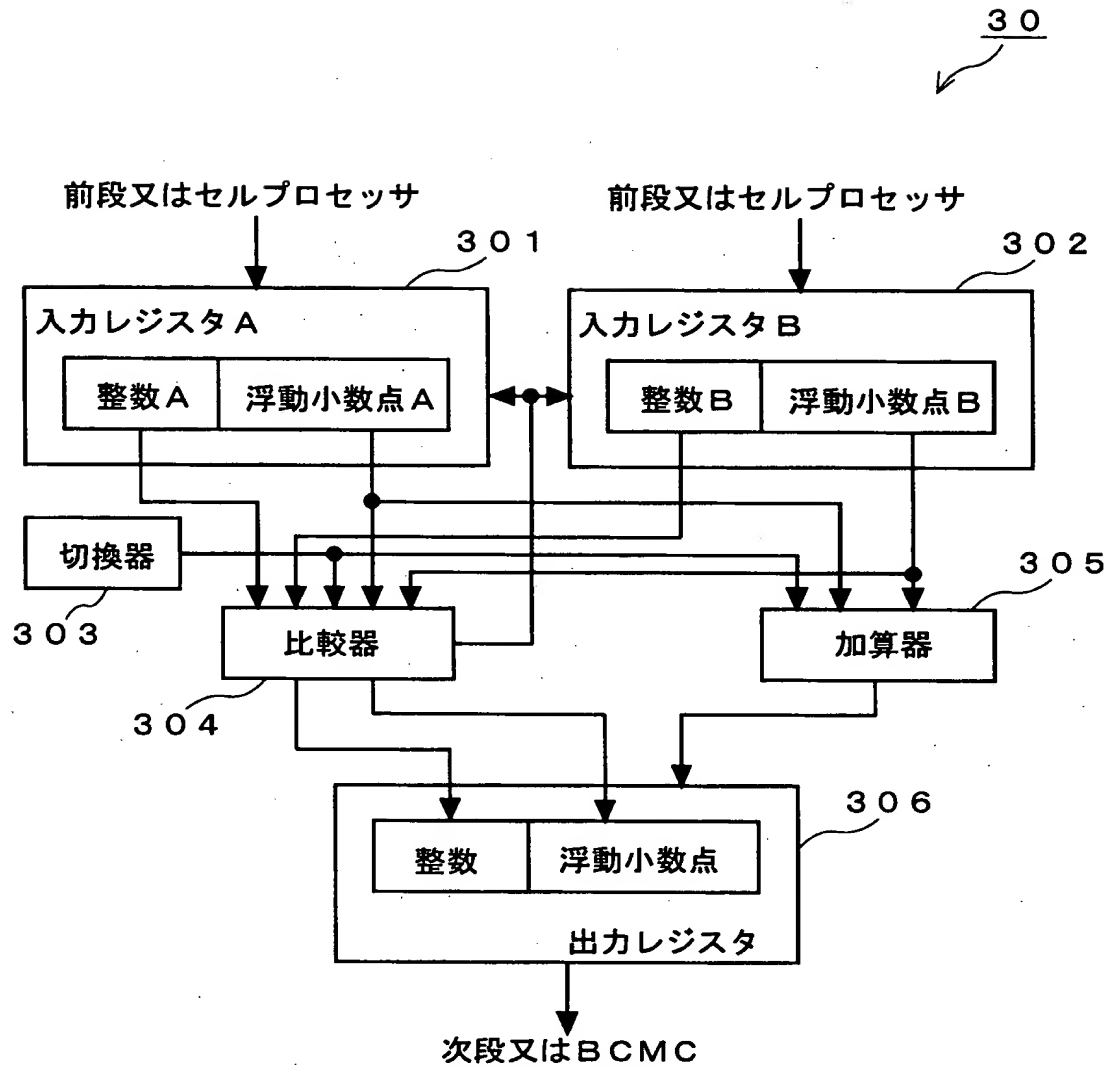 ３０
前段又はセルプロセッサ
前段又はセルプロセッサ
３０１
３０２
入力レジスタＡ
入力レジスタＢ
整数Ａ
浮動小数点Ａ
整数Ｂ
浮動小数点Ｂ
切換器
３０３
３０５
比較器
加算器
３０４
３０６
整数
浮動小数点
出力レジスタ
次段又はＢＣＭＣ